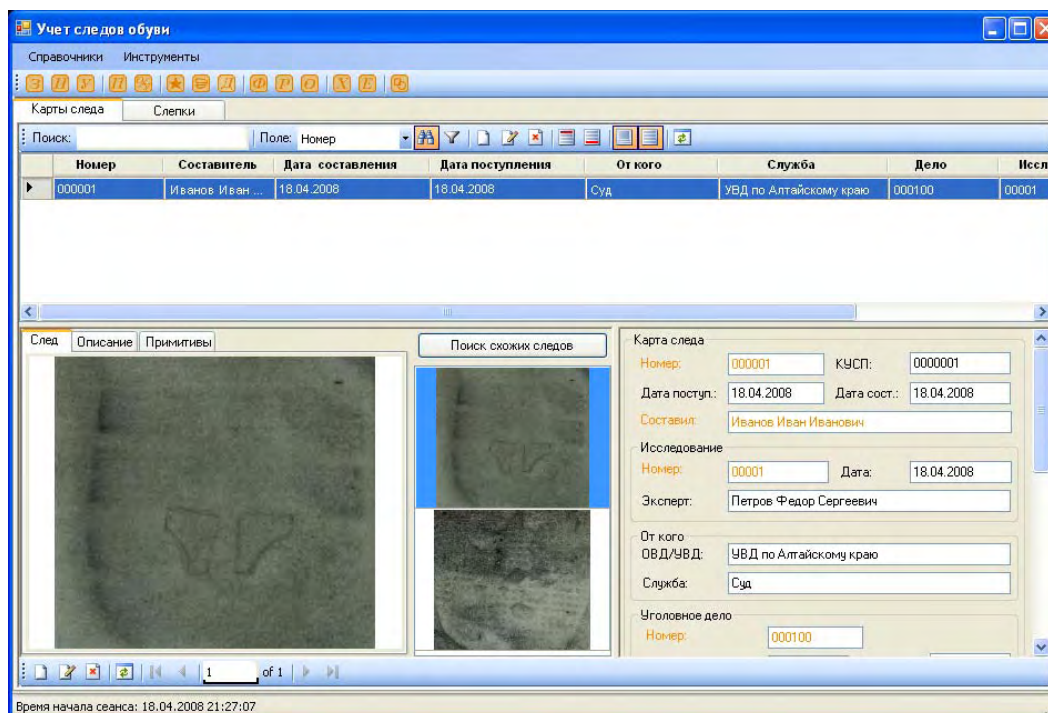 Учет следов обуви
Справочники Инструменты
З И У П Д Ф Р О Х Е
Карты следа Слепки
Поиск: Поле: Номер
Номер Составитель Дата составления Дата поступления От кого Служба Дело Иссл
000001 Иванов Иван ... 18.04.2008 18.04.2008 Суд УВД по Алтайскому краю 000100 00001
След Описание Примитивы
Поиск схожих следов
Карта следа
Номер: 000001 КУСП: 0000001
Дата поступ.: 18.04.2008 Дата сост.: 18.04.2008
Составил: Иванов Иван Иванович
Исследование
Номер: 00001 Дата: 18.04.2008
Эксперт: Петров Федор Сергеевич
От кого
ОВД/УВД: УВД по Алтайскому краю
Служба: Суд
Уголовное дело
Номер: 000100
1 of 1
Время начала сеанса: 18.04.2008 21:27:07